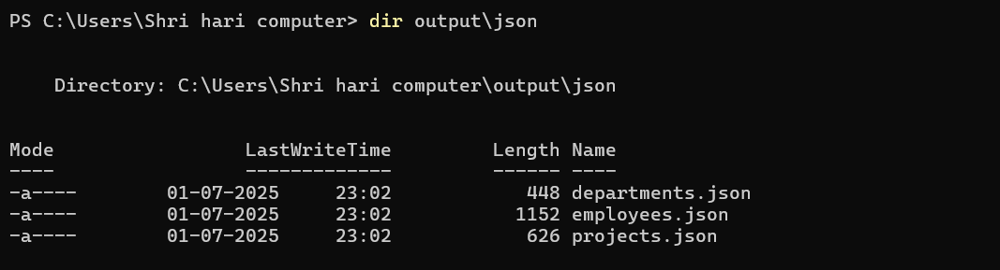 PS C:\Users\Shri hari computer> dir output\json
Directory: C:\Users\Shri hari computer\output\json
Mode LastWriteTime Length Name
---- ------------- ------ ----
-a---- 01-07-2025 23:02 448 departments.json
-a---- 01-07-2025 23:02 1152 employees.json
-a---- 01-07-2025 23:02 626 projects.json